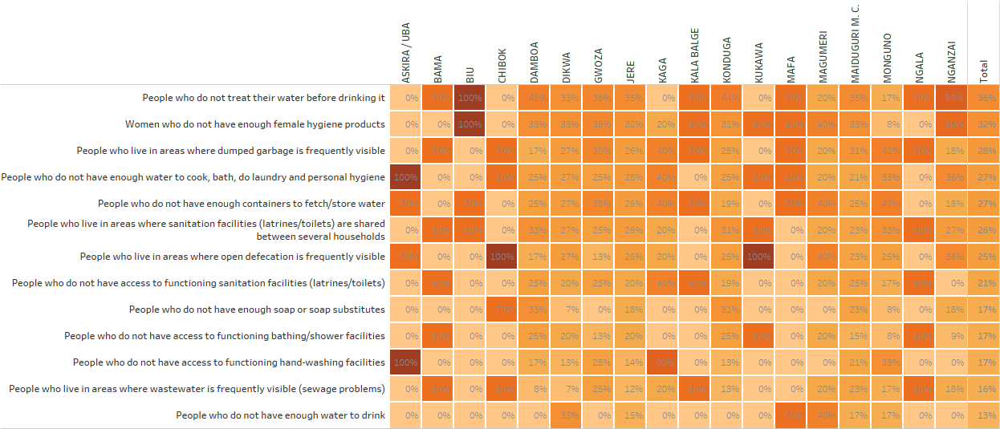 ASKIRA / UBA BAMA BIU CHIBOK DAMBOA DIKWA GWOZA JERE KAGA KALA BALGE KONDUGA KUKAWA MAFA MAGUMERI MAIDUGURI M. C. MONGUNO NGALA NGANZAI Total
People who do not treat their water before drinking it 0% 50% 100% 0% 42% 33% 38% 35% 0% 50% 44% 0% 50% 20% 35% 17% 50% 64% 36%
Women who do not have enough female hygiene products 0% 0% 100% 0% 33% 33% 38% 32% 20% 50% 31% 50% 50% 40% 33% 8% 0% 55% 32%
People who live in areas where dumped garbage is frequently visible 0% 50% 0% 50% 17% 27% 38% 26% 40% 50% 25% 0% 50% 20% 31% 42% 50% 18% 28%
People who do not have enough water to cook, bath, do laundry and personal hygiene 100% 0% 0% 50% 25% 27% 25% 28% 40% 0% 25% 50% 50% 20% 21% 33% 0% 36% 27%
People who do not have enough containers to fetch/store water 50% 0% 50% 0% 25% 27% 38% 26% 40% 50% 19% 0% 50% 40% 25% 42% 0% 18% 27%
People who live in areas where sanitation facilities (latrines/toilets) are shared
between several households 0% 50% 50% 0% 33% 27% 25% 26% 20% 0% 31% 50% 0% 20% 23% 33% 50% 27% 26%
People who live in areas where open defecation is frequently visible 50% 0% 0% 100% 17% 27% 13% 26% 20% 0% 25% 100% 0% 40% 23% 25% 0% 36% 25%
People who do not have access to functioning sanitation facilities (latrines/toilets) 0% 50% 0% 0% 25% 20% 25% 20% 40% 50% 19% 0% 0% 20% 25% 17% 50% 0% 21%
People who do not have enough soap or soap substitutes 0% 0% 0% 50% 33% 7% 0% 18% 0% 0% 31% 0% 0% 0% 23% 8% 0% 18% 17%
People who do not have access to functioning bathing/shower facilities 0% 50% 0% 0% 25% 20% 13% 20% 0% 0% 25% 50% 0% 20% 15% 8% 50% 9% 17%
People who do not have access to functioning hand-washing facilities 100% 0% 0% 0% 17% 13% 25% 14% 60% 0% 13% 0% 0% 0% 21% 33% 0% 0% 17%
People who live in areas where wastewater is frequently visible (sewage problems) 0% 50% 0% 50% 8% 7% 25% 12% 20% 50% 13% 0% 0% 20% 23% 17% 50% 18% 16%
People who do not have enough water to drink 0% 0% 0% 0% 0% 33% 0% 15% 0% 0% 0% 0% 50% 40% 17% 17% 0% 0% 13%